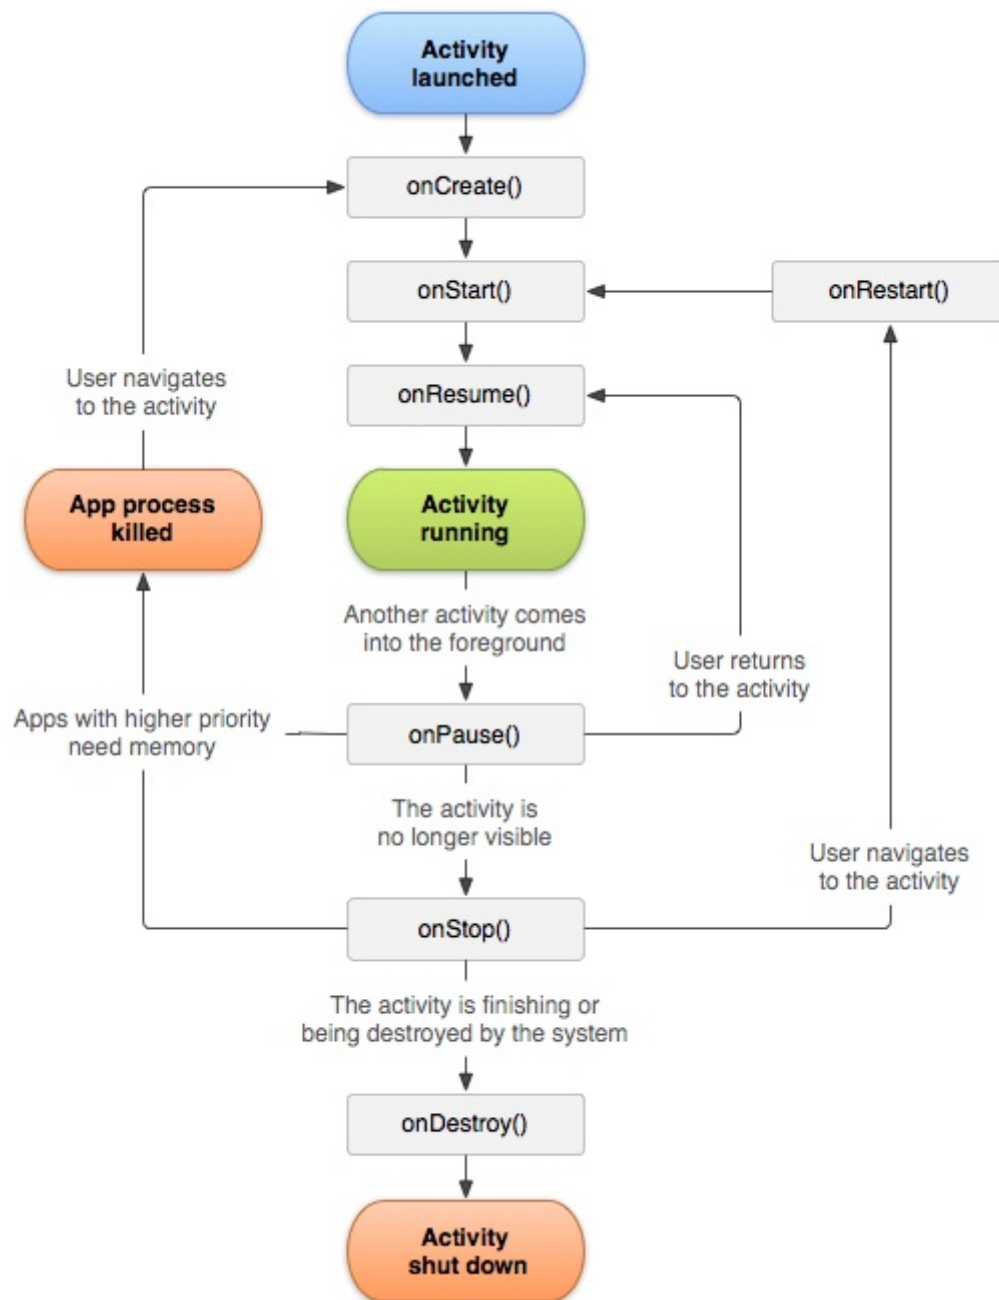 Activity
launched
onCreate()
onStart()
onRestart()
User navigates
to the activity
onResume()
App process
killed
Activity
running
Another activity comes
into the foreground
User returns
to the activity
Apps with higher priority
need memory
onPause()
The activity is
no longer visible
User navigates
to the activity
onStop()
The activity is finishing or
being destroyed by the system
onDestroy()
Activity
shut down